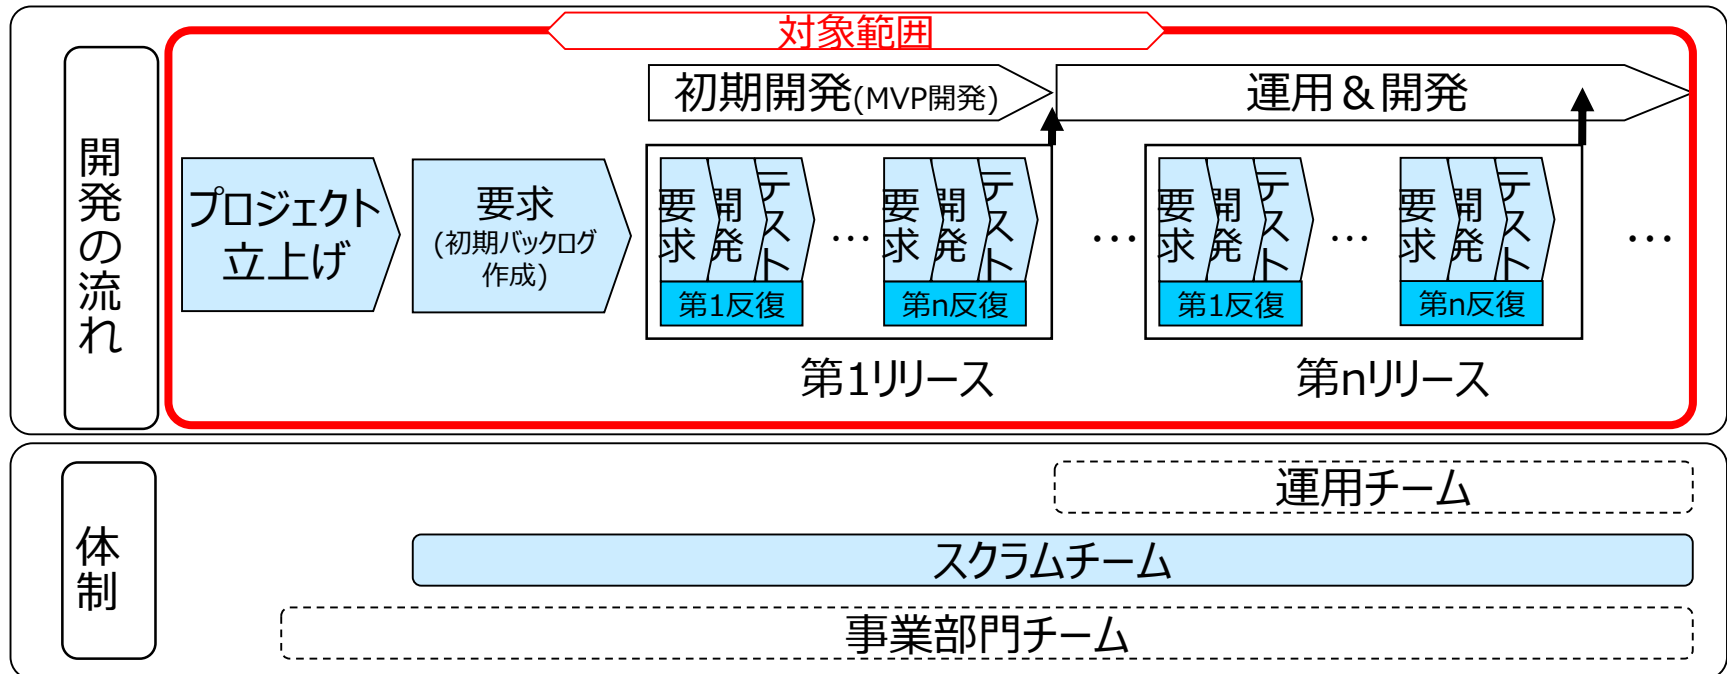 対象範囲
開発の流れ
初期開発(MVP開発)
運用＆開発
プロジェクト
立上げ
要求
(初期バックログ
作成)
要求
開発
テスト
第1反復
…
要求
開発
テスト
第n反復
第1リリース
…
要求
開発
テスト
第1反復
…
要求
開発
テスト
第n反復
第nリリース
…
体制
運用チーム
スクラムチーム
事業部門チーム